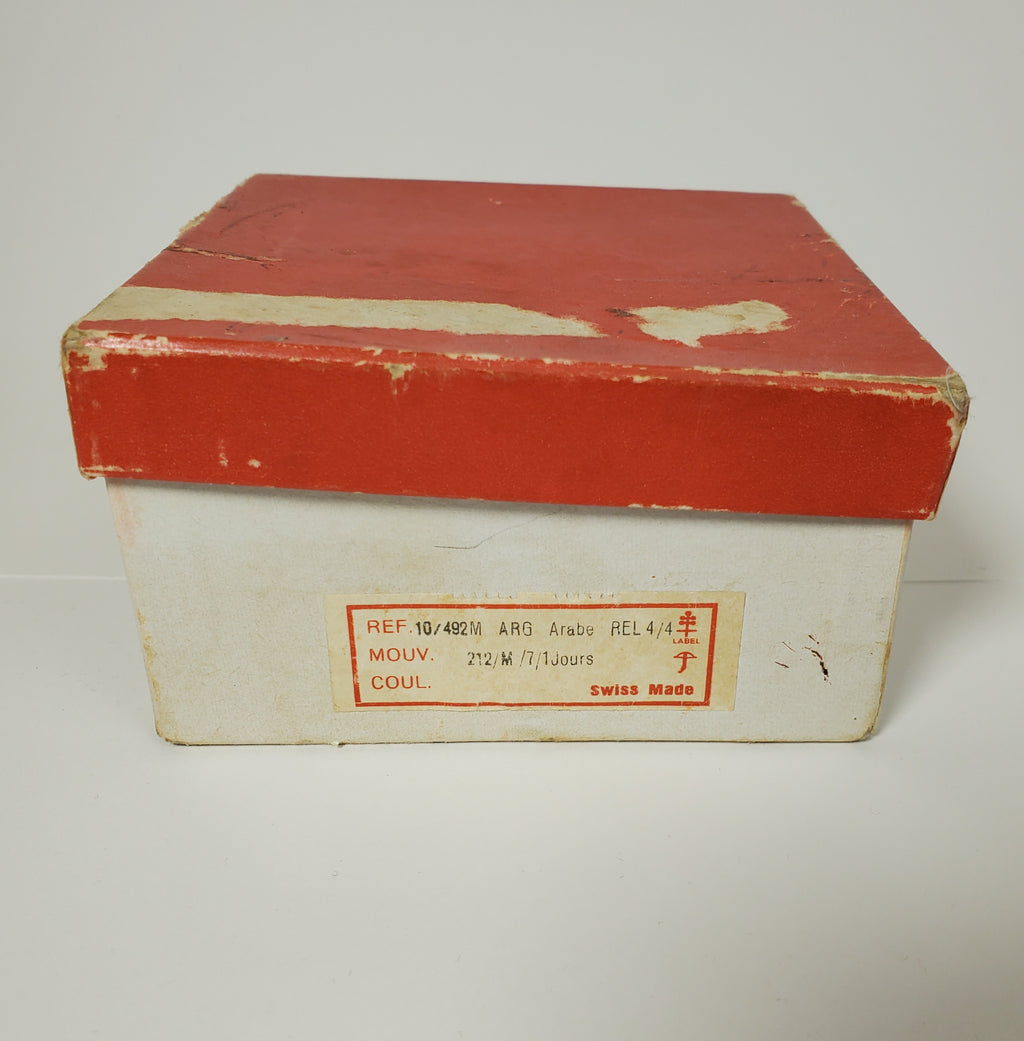 REF. 10/492M ARG Arabe REL 4/4
LABEL
MOUV. 212/M /7/1Jours
COUL.
Swiss Made